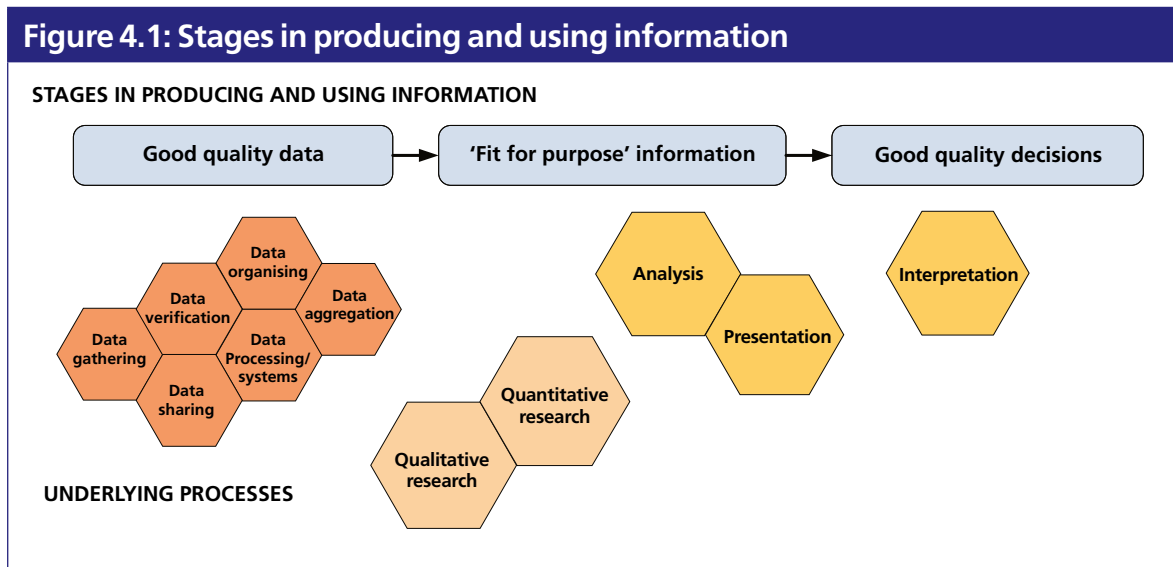 Figure 4.1: Stages in producing and using information
STAGES IN PRODUCING AND USING INFORMATION
Good quality data
'Fit for purpose' information
Good quality decisions
Data
organising
Data
verification
Data
aggregation
Data
gathering
Data
Processing/
systems
Data
sharing
Analysis
Presentation
Interpretation
Quantitative
research
Qualitative
research
UNDERLYING PROCESSES